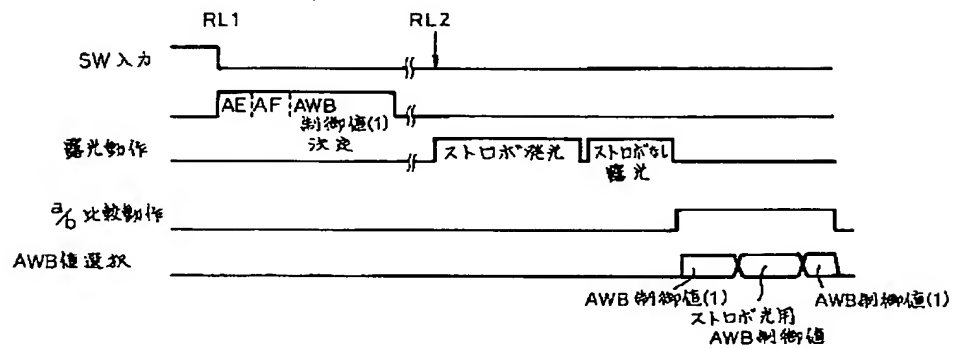 RL1
RL2
SW入力
AE AF AWB
制御値(1)
決定
露光動作
ストロボ発光
ストロボなし
露光
a/b 比較動作
AWB値選択
AWB制御値(1)
ストロボ光用
AWB制御値
AWB制御値(1)